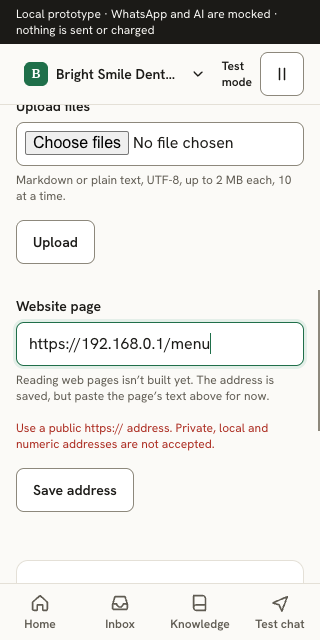 Local prototype · WhatsApp and AI are mocked ·
nothing is sent or charged
B Bright Smile Dent… Test
mode
Upload files
Choose files No file chosen
Markdown or plain text, UTF-8, up to 2 MB each, 10
at a time.
Upload
Website page
https://192.168.0.1/menu
Reading web pages isn’t built yet. The address is
saved, but paste the page’s text above for now.
Use a public https:// address. Private, local and
numeric addresses are not accepted.
Save address
Home Inbox Knowledge Test chat